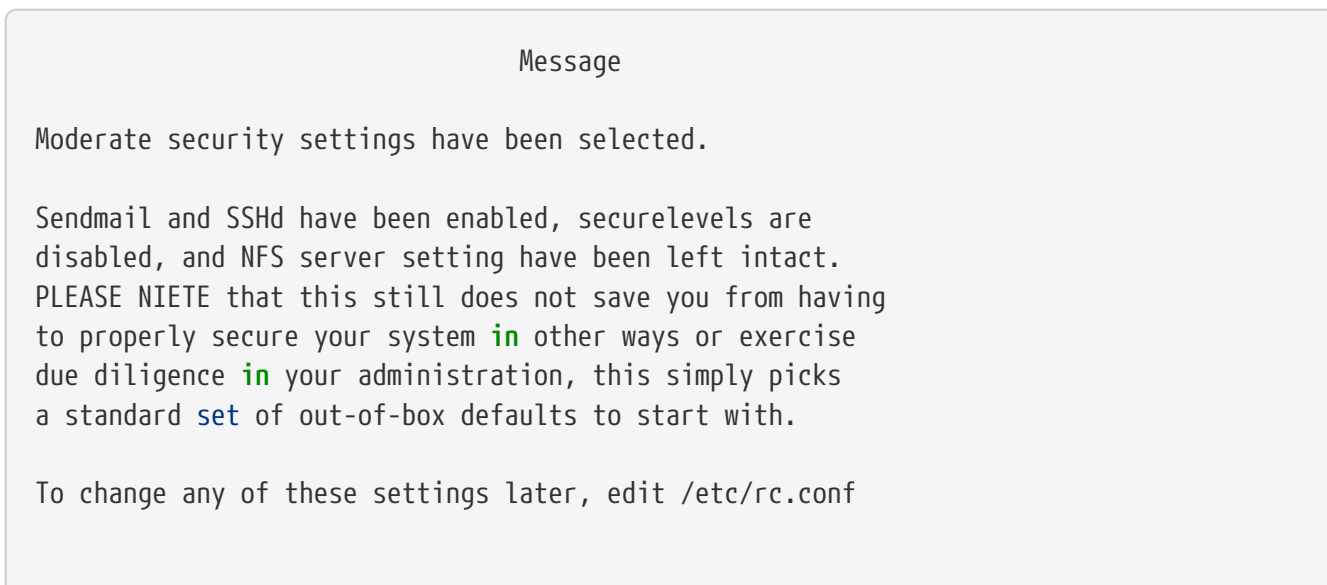 Message
Moderate security settings have been selected.
Sendmail and SSHd have been enabled, securelevels are
disabled, and NFS server setting have been left intact.
PLEASE NIETE that this still does not save you from having
to properly secure your system in other ways or exercise
due diligence in your administration, this simply picks
a standard set of out-of-box defaults to start with.
To change any of these settings later, edit /etc/rc.conf